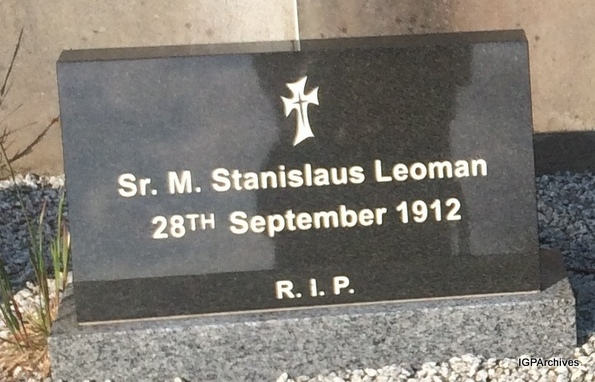 Sr. M. Stanislaus Leoman
28TH September 1912
R. I. P.
IGPArchives